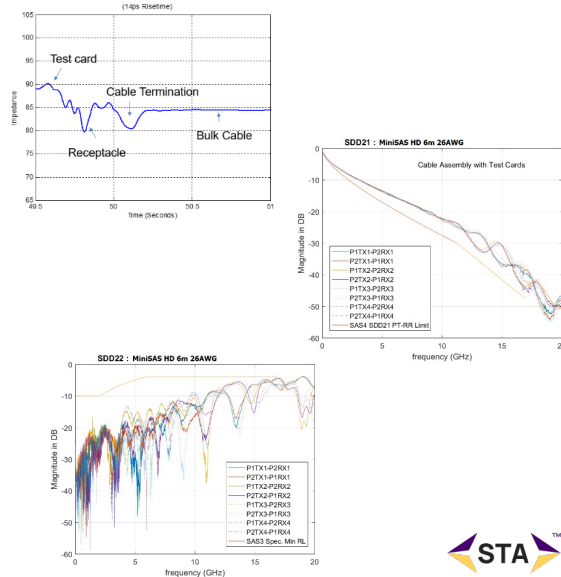 (14ps Risetime)
100
95
90
85
80
75
70
65
Impedance
Test card
Cable Termination
Receptacle
Bulk Cable
49.5
50
50.5
51
Time (Seconds)
SDD21 : MiniSAS HD 6m 26AWG
Cable Assembly with Test Cards
0
-10
-20
-30
-40
-50
-60
Magnitude in DB
P1TX1-P2RX1
P2TX1-P1RX1
P1TX2-P2RX2
P2TX2-P1RX2
P1TX3-P2RX3
P2TX3-P1RX3
P1TX4-P2RX4
P2TX4-P1RX4
SAS4 SDD21 PT-RR Limit
0
5
10
15
20
frequency (GHz)
SDD22 : MiniSAS HD 6m 26AWG
0
-10
-20
-30
-40
-50
-60
Magnitude in DB
P1TX1-P2RX1
P2TX1-P1RX1
P1TX2-P2RX2
P2TX2-P1RX2
P1TX3-P2RX3
P2TX3-P1RX3
P1TX4-P2RX4
P2TX4-P1RX4
SAS3 Spec. Min RL
0
5
10
15
20
frequency (GHz)
STA™